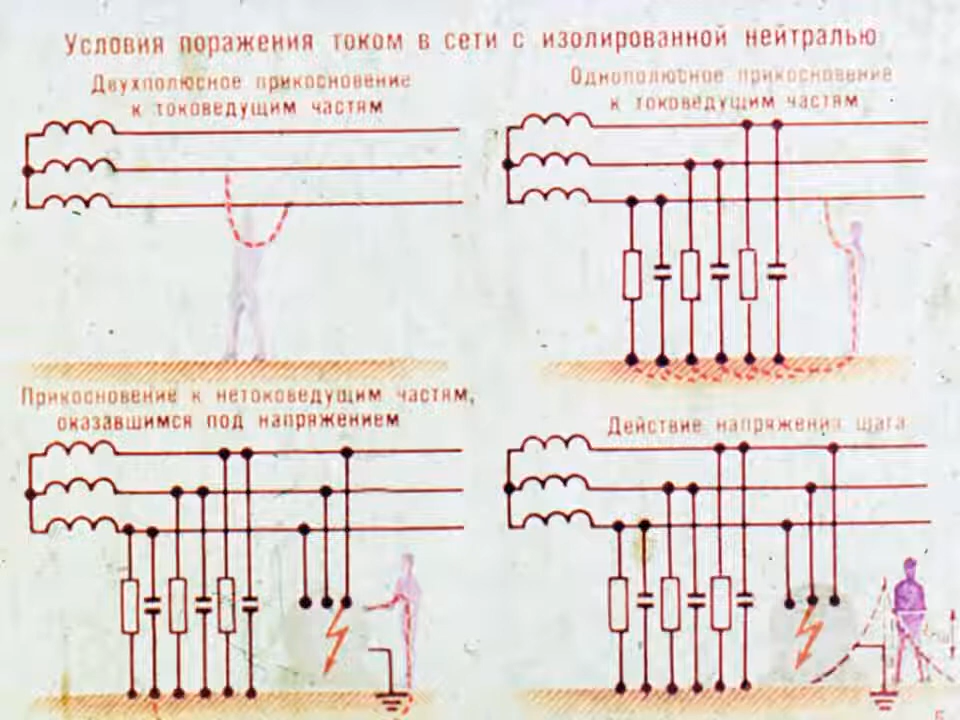 Условия поражения током в сети с изолированной нейтралью
Двухполюсное прикосновение
к токоведущим частям
Однополюсное прикосновение
к токоведущим частям
Прикосновение к нетоковедущим частям,
оказавшимся под напряжением
Действие напряжения шага